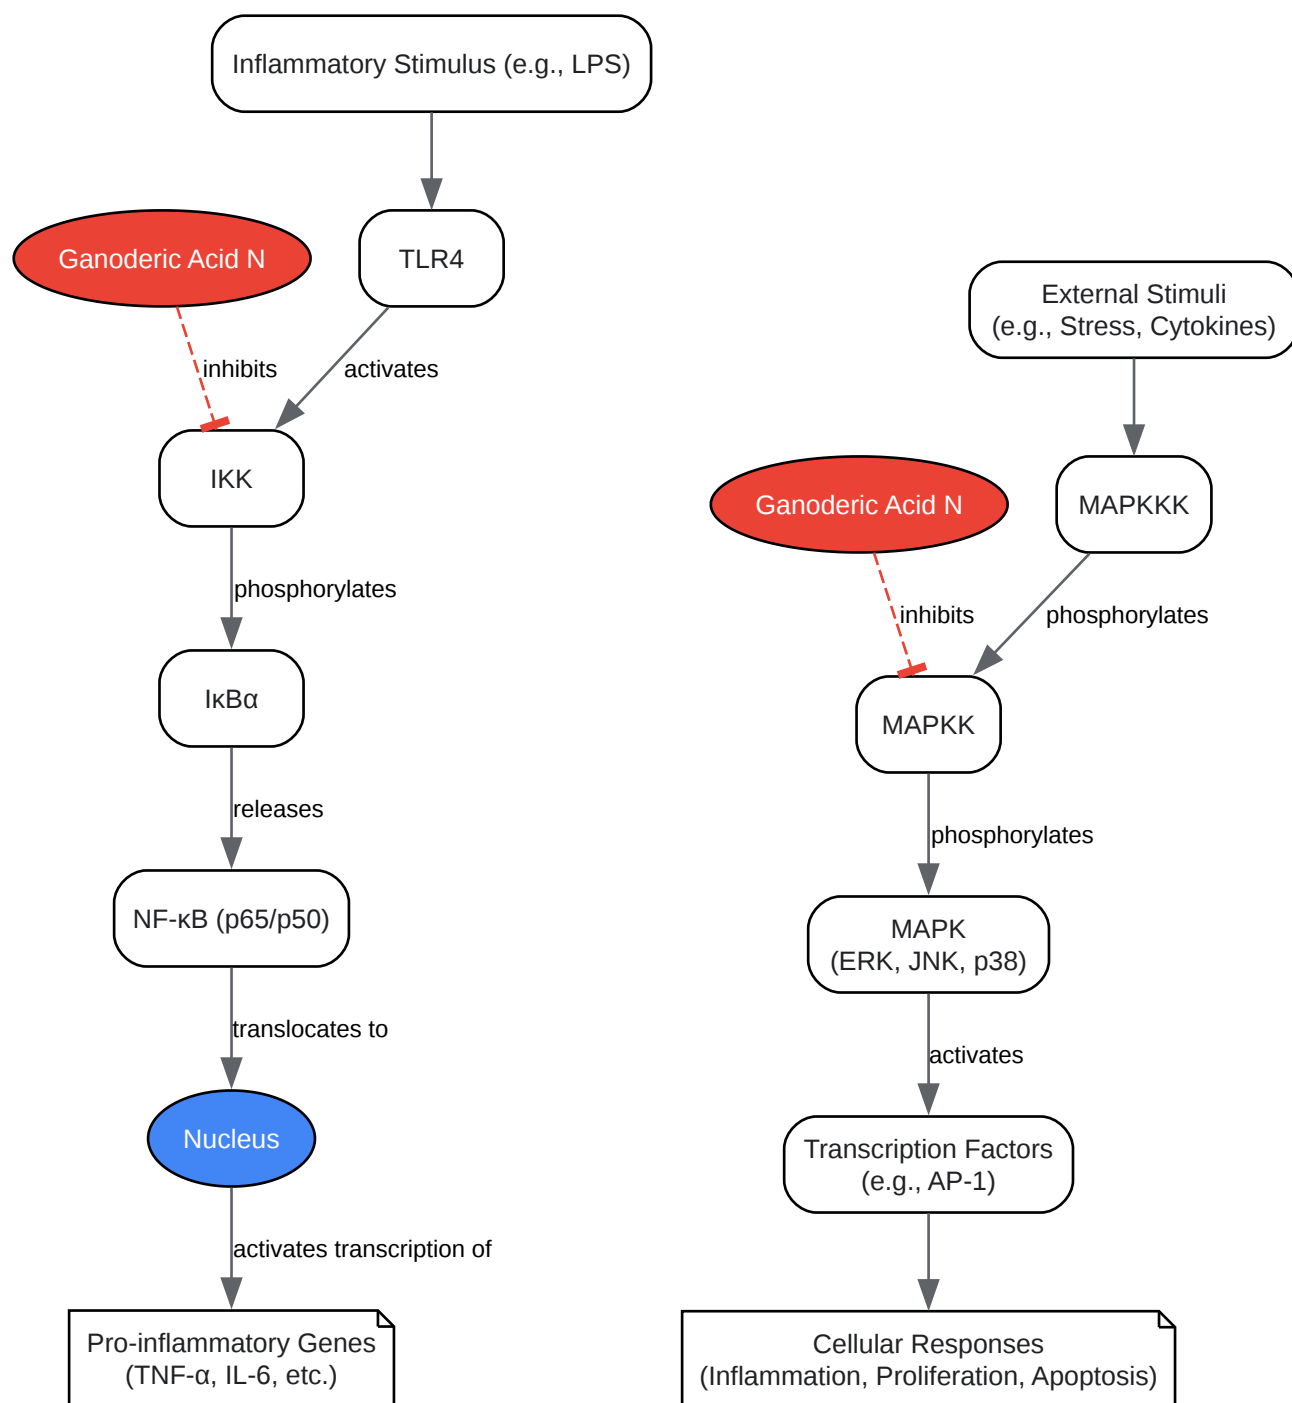 Inflammatory Stimulus (e.g., LPS)
Ganoderic Acid N
TLR4
inhibits
activates
IKK
phosphorylates
IκBα
releases
NF-κB (p65/p50)
translocates to
Nucleus
activates transcription of
Pro-inflammatory Genes
(TNF-α, IL-6, etc.)
External Stimuli
(e.g., Stress, Cytokines)
Ganoderic Acid N
MAPKKK
inhibits
phosphorylates
MAPKK
phosphorylates
MAPK
(ERK, JNK, p38)
activates
Transcription Factors
(e.g., AP-1)
Cellular Responses
(Inflammation, Proliferation, Apoptosis)